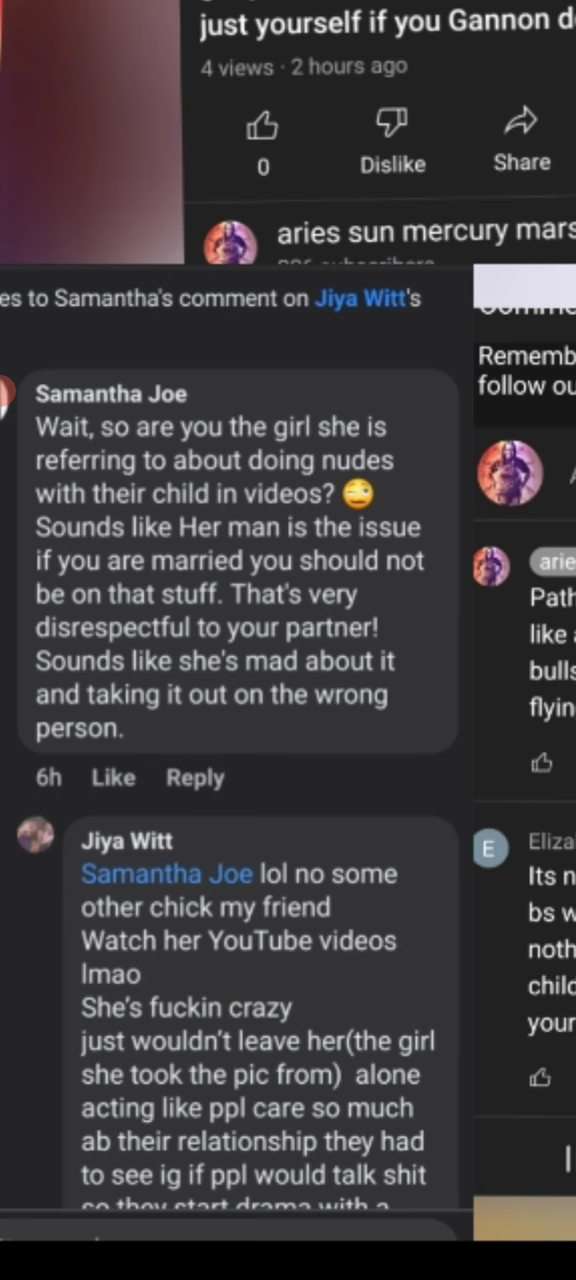 just yourself if you Gannon
4 views · 2 hours ago
0
Dislike
Share
aries sun mercury mars
to Samantha's comment on Jiya Witt's
Samantha Joe
Wait, so are you the girl she is
referring to about doing nudes
with their child in videos? 🙄
Sounds like Her man is the issue
if you are married you should not
be on that stuff. That's very
disrespectful to your partner!
Sounds like she's mad about it
and taking it out on the wrong
person.
6h Like Reply
Jiya Witt
Samantha Joe lol no some
other chick my friend
Watch her YouTube videos
lmao
She's fuckin crazy
just wouldn't leave her(the girl
she took the pic from) alone
acting like ppl care so much
ab their relationship they had
to see ig if ppl would talk shit
so they start drama with a
Rememb
follow ou
arie
Path
like
bulls
flyin
E
Eliza
Its n
bs w
noth
child
your